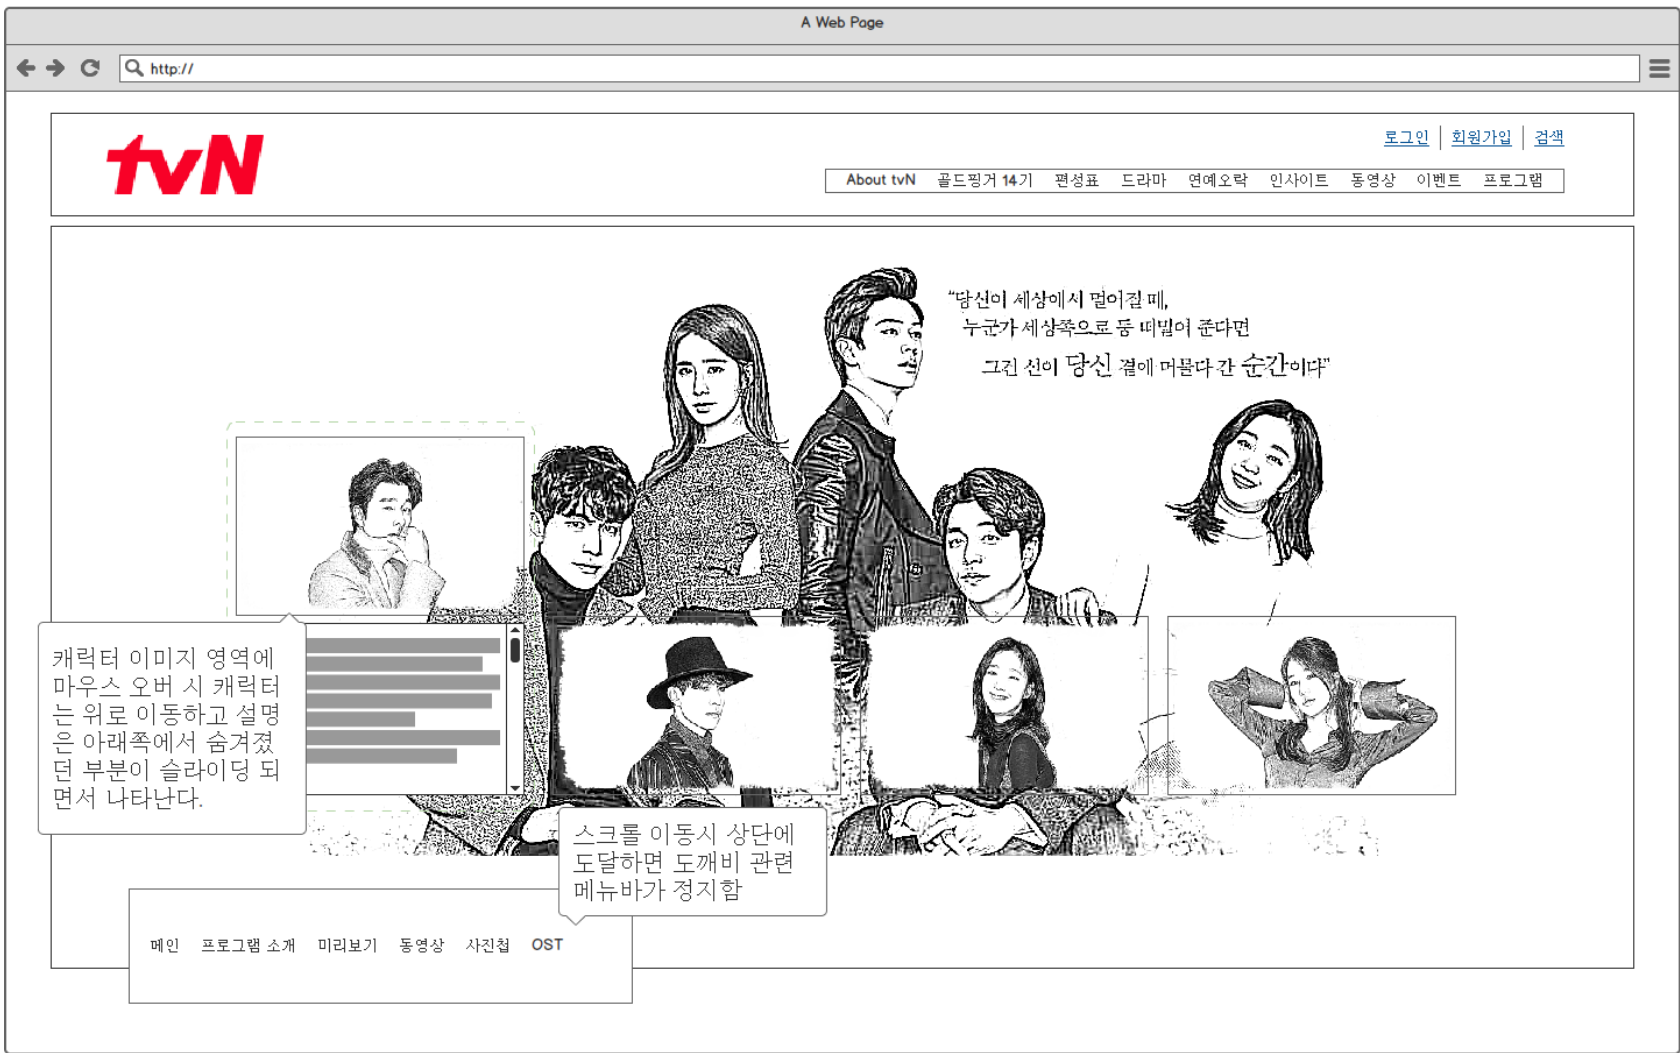 A Web Page
http://
tvN
로그인 회원가입 검색
About tvN 골드핑거 14기 편성표 드라마 연예오락 인사이트 동영상 이벤트 프로그램
“당신이 세상에서 멀어질 때,
누군가 세상쪽으로 등 떠밀어 준다면
그건 신이 당신 곁에 머물다 간 순간이다”
캐릭터 이미지 영역에
마우스 오버 시 캐릭터
는 위로 이동하고 설명
은 아래쪽에서 숨겨졌
던 부분이 슬라이딩 되
면서 나타난다.
스크롤 이동시 상단에
도달하면 도깨비 관련
메뉴바가 정지함
메인 프로그램 소개 미리보기 동영상 사진첩 OST